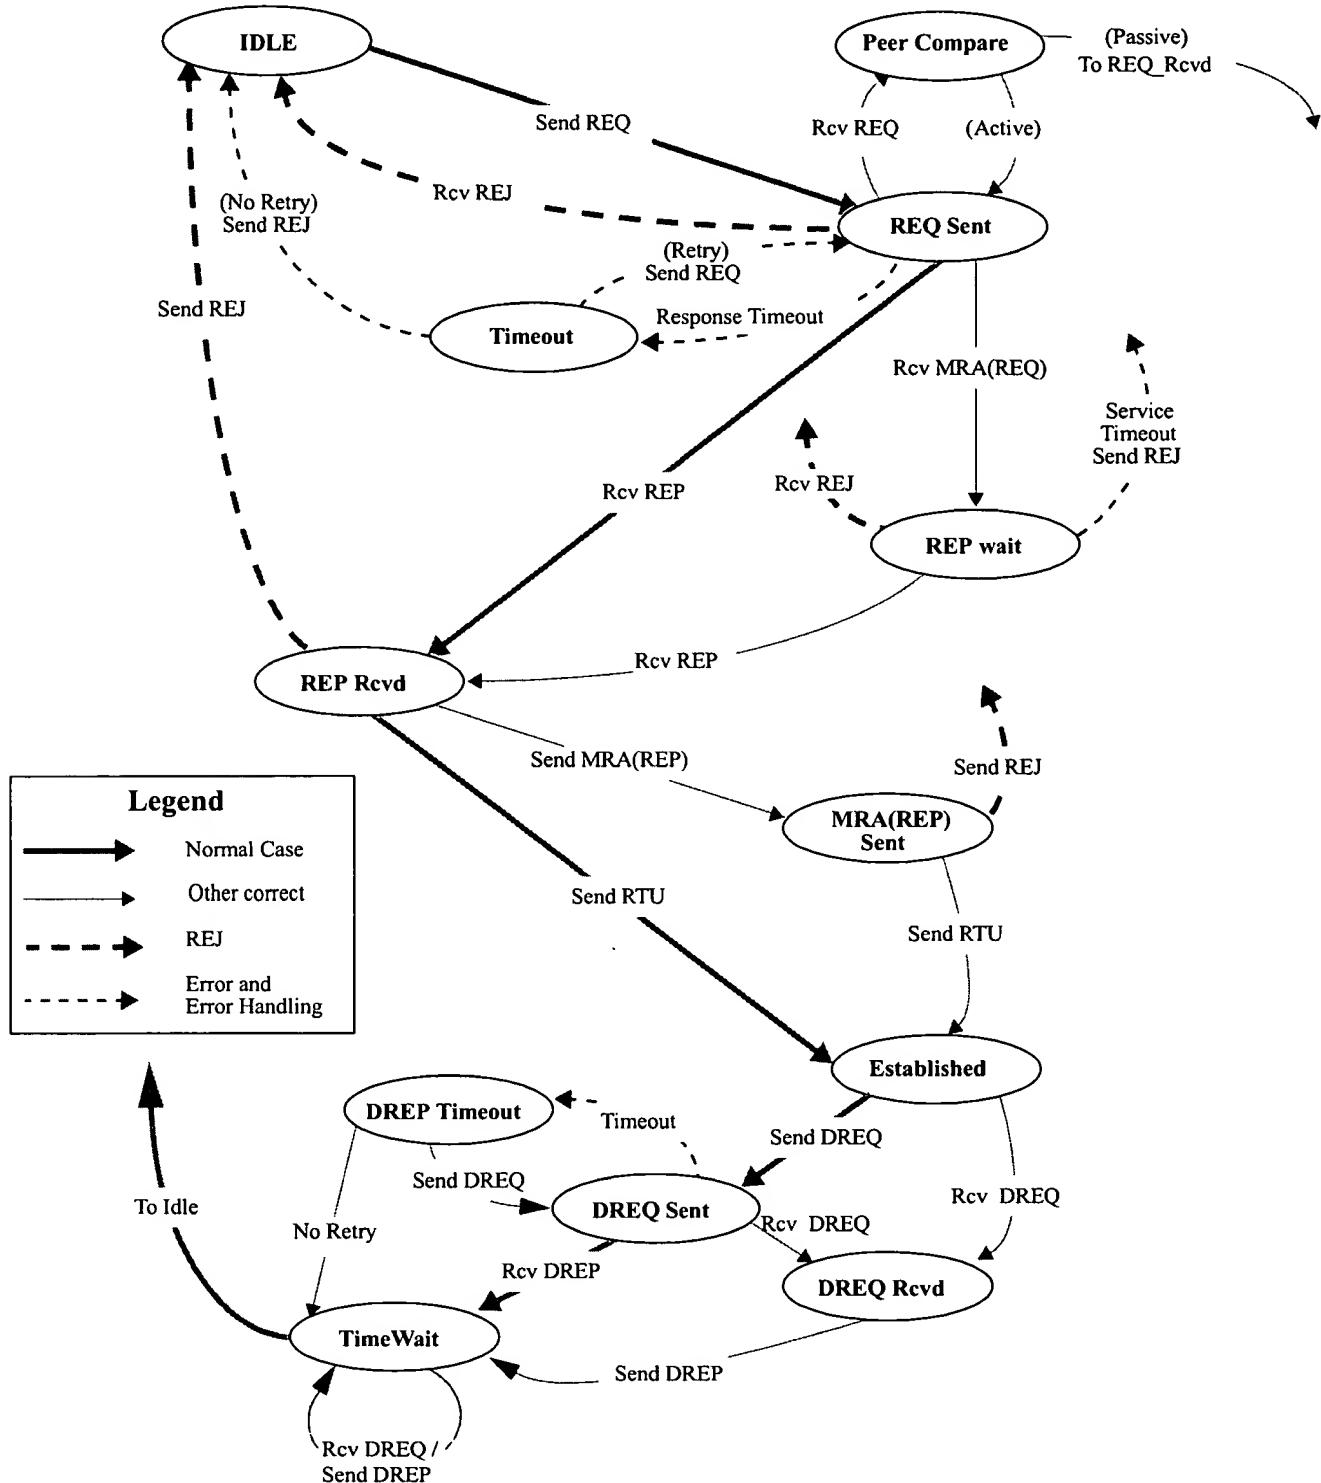 IDLE
Peer Compare
(Passive)
To REQ_Rcvd
Send REQ
Rcv REQ
(Active)
Rcv REJ
(No Retry)
Send REJ
REQ Sent
(Retry)
Send REQ
Send REJ
Timeout
Response Timeout
Rcv MRA(REQ)
Service
Timeout
Send REJ
Rcv REJ
Rcv REP
REP wait
Rcv REP
REP Rcvd
Send MRA(REP)
Send REJ
MRA(REP)
Sent
Legend
Normal Case
Other correct
REJ
Error and
Error Handling
Send RTU
Send RTU
Established
DREP Timeout
Timeout
Send DREQ
Send DREQ
Rcv DREQ
To Idle
DREQ Sent
Rcv DREQ
No Retry
Rcv DREP
DREQ Rcvd
TimeWait
Send DREP
Rcv DREQ /
Send DREP